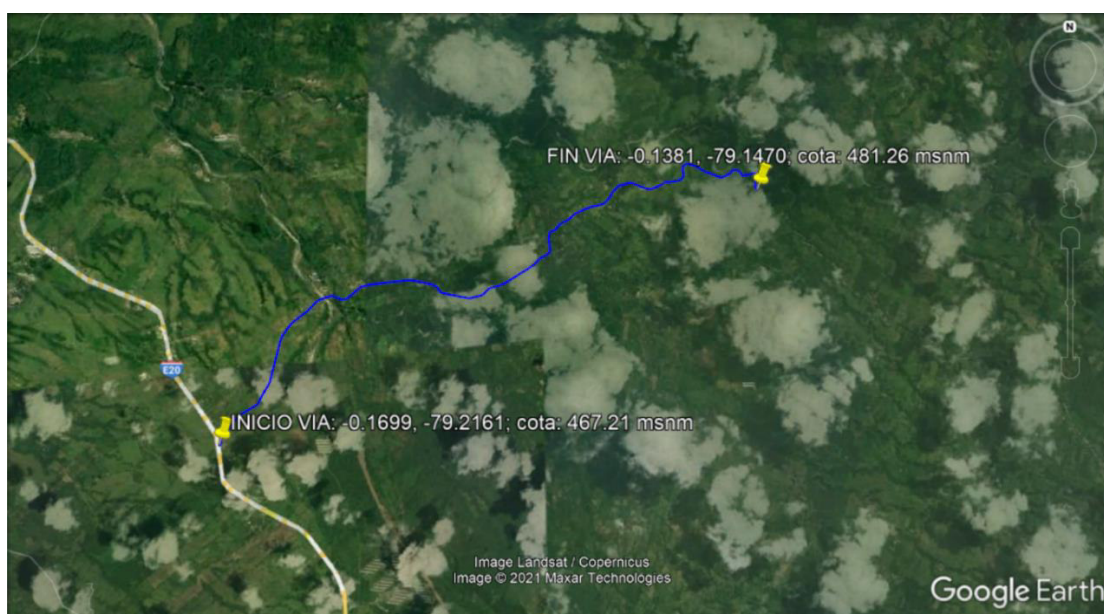 N
FIN VIA: -0.1381, -79.1470; cota: 481.26 msnm
E20
INICIO VIA: -0.1699, -79.2161; cota: 467.21 msnm
Image Landsat / Copernicus
Image © 2021 Maxar Technologies
Google Earth